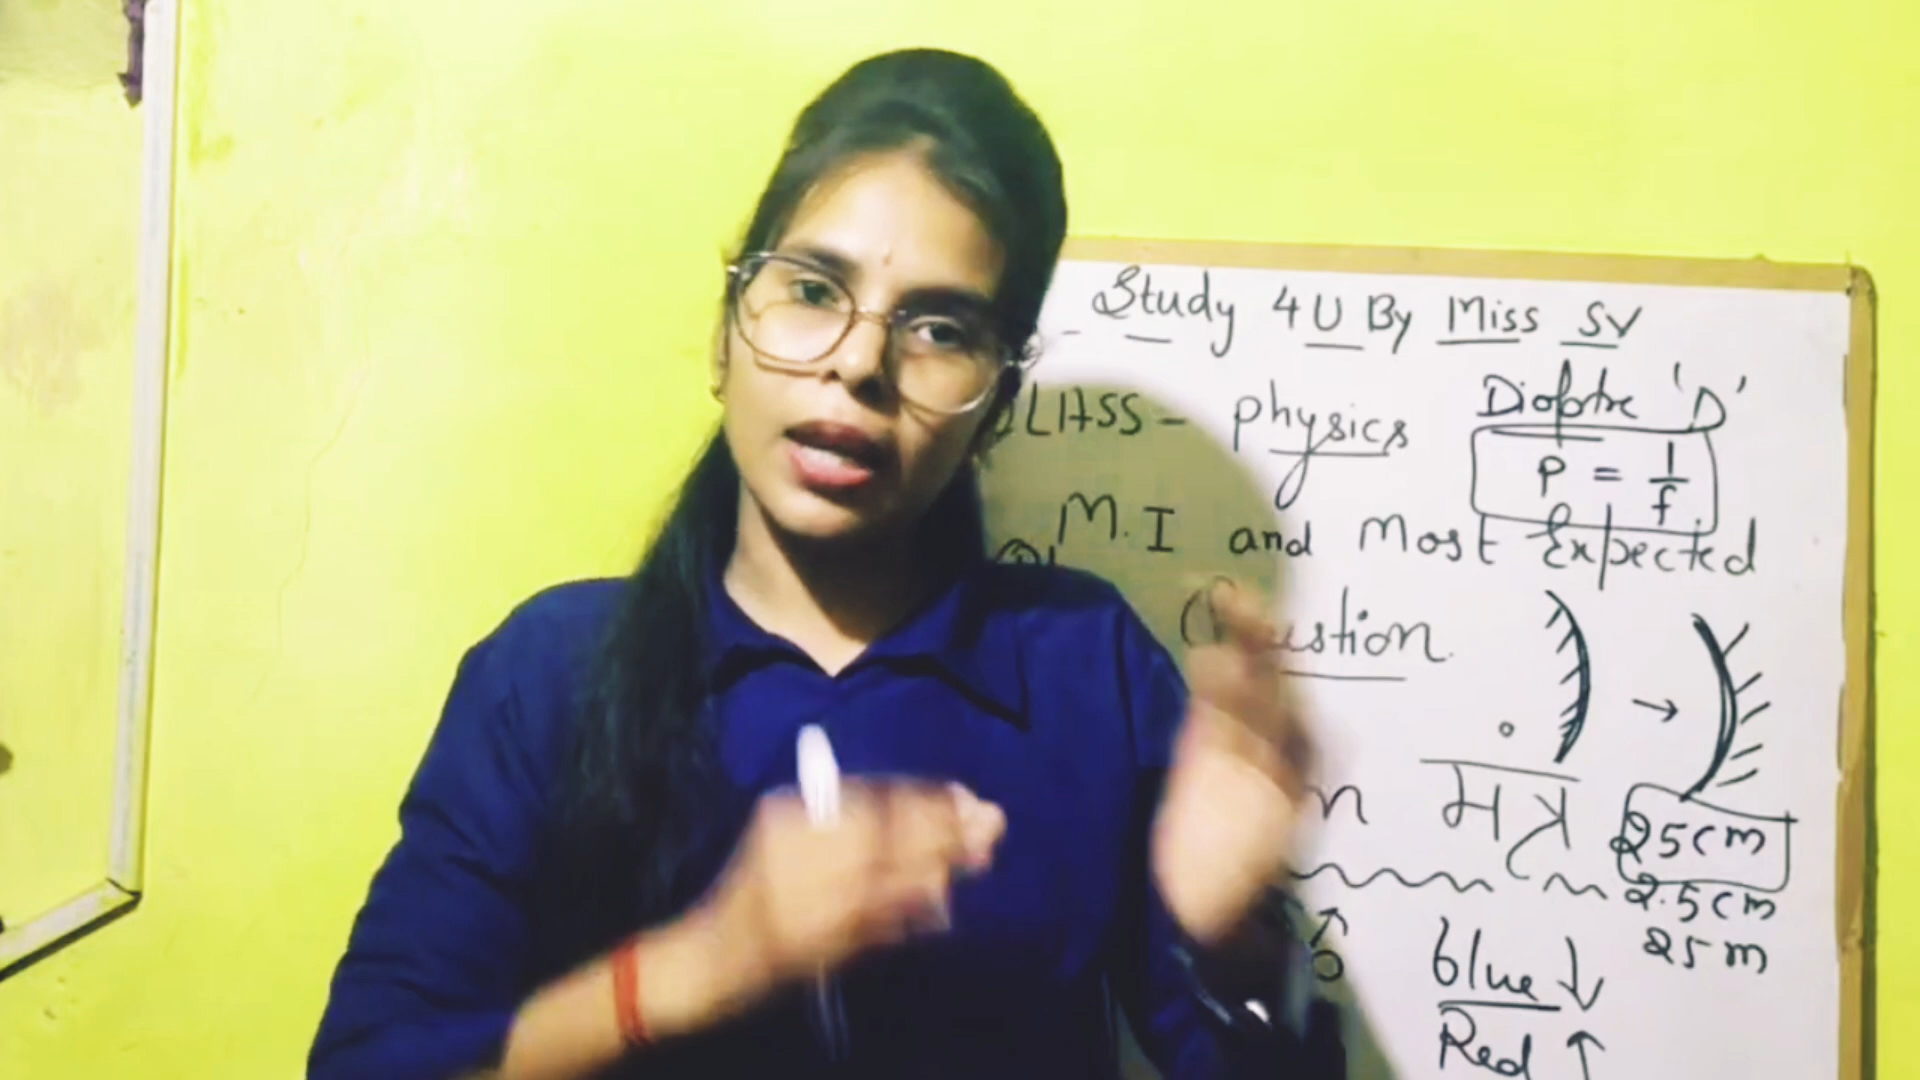 Study 4U By Miss SV
CLASS - physics
Dioptre 'D'
P = 1/f
M.I and Most Expected
Question.
25cm
2.5cm
25m
blue ↓
Red ↑